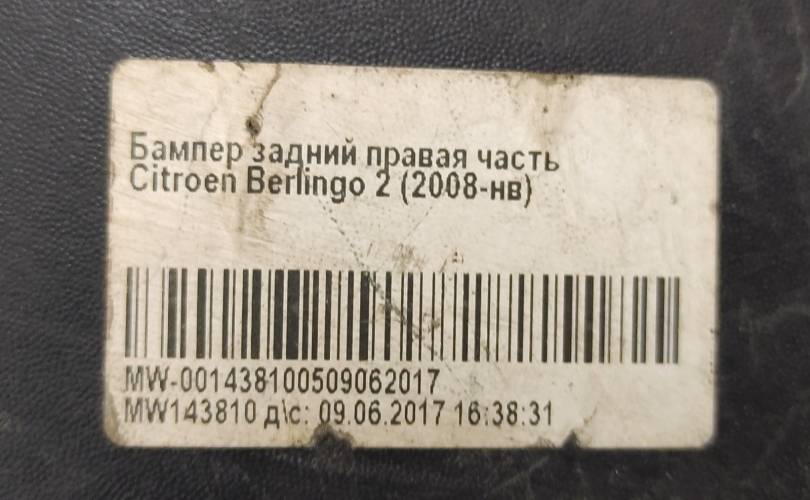 Бампер задний правая часть
Citroen Berlingo 2 (2008-нв)
MW-001438100509062017
MW143810 д\с: 09.06.2017 16:38:31